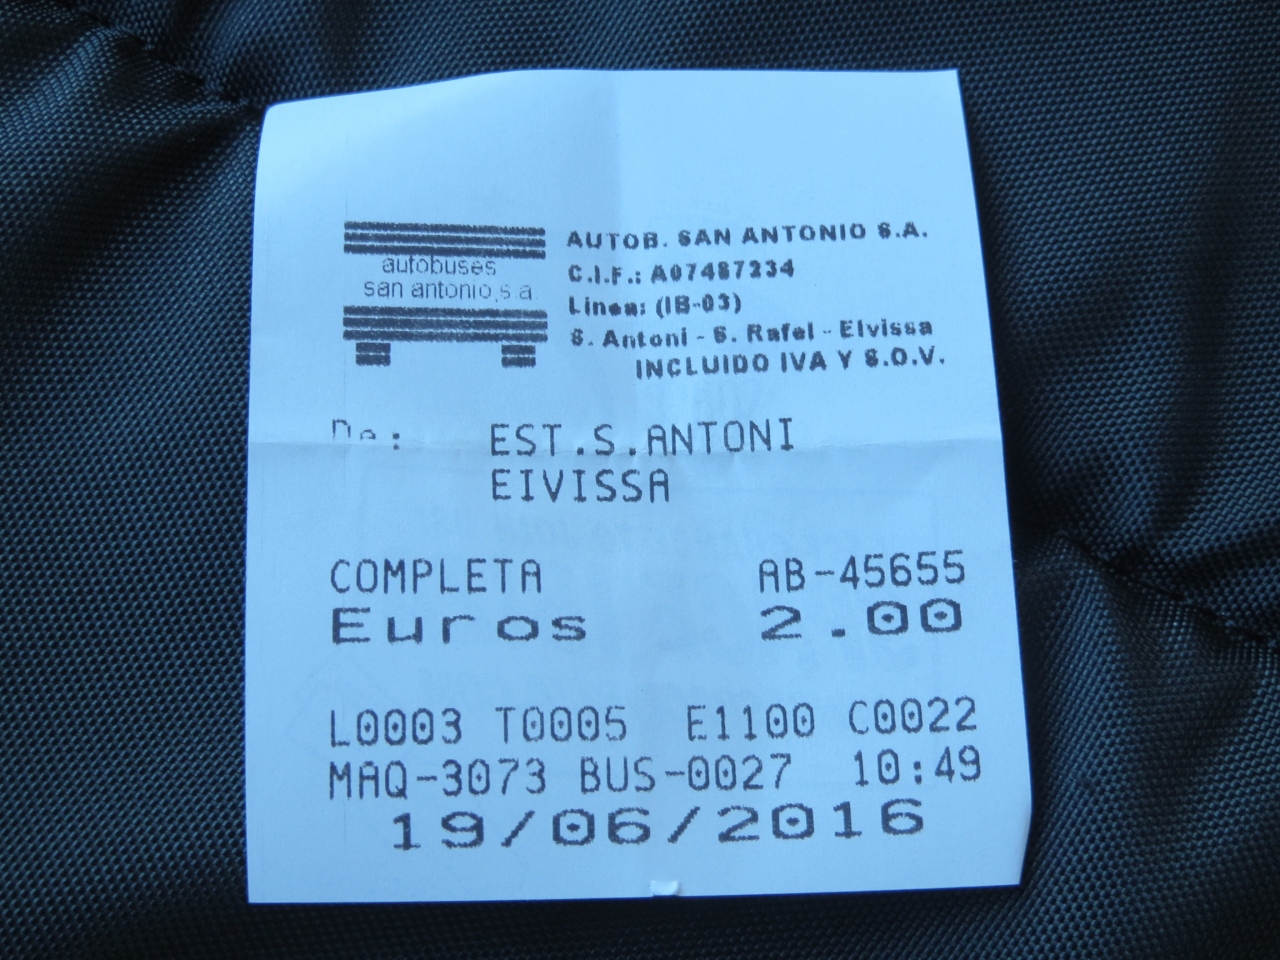 autobuses
san antonio,s.a.
AUTOB. SAN ANTONIO S.A.
C.I.F.: A07487234
Linea: (IB-03)
S. Antoni - S. Rafel - Eivissa
INCLUIDO IVA Y S.O.V.
De: EST.S.ANTONI
EIVISSA
COMPLETA AB-45655
Euros 2.00
L0003 T0005 E1100 C0022
MAQ-3073 BUS-0027 10:49
19/06/2016